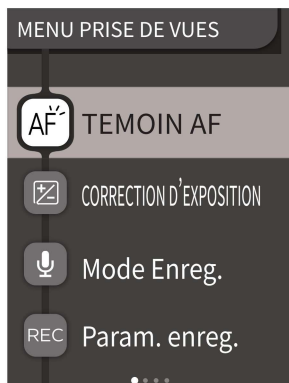 MENU PRISE DE VUES
AF TEMOIN AF
CORRECTION D'EXPOSITION
Mode Enreg.
REC Param. enreg.